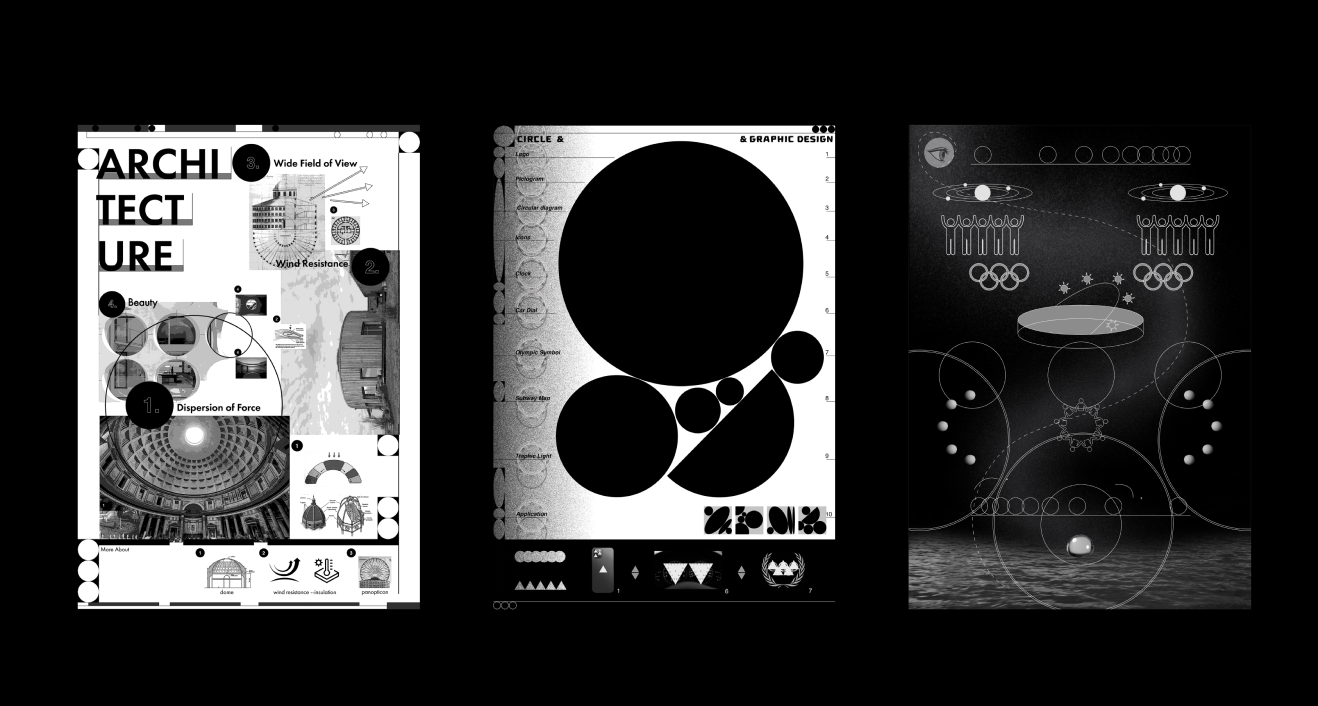 ARCHI
TECT
URE
3.
Wide Field of View
3
Wind Resistance
2.
4.
Beauty
1.
Dispersion of Force
1
More About
1
2
3
dome
wind resistance
insulation
panopticon
CIRCLE &
& GRAPHIC DESIGN
Logo
1
Pictogram
2
Circular diagram
3
Icons
4
Clock
5
Car Dial
6
Olympic Symbol
7
Subway Map
8
9
Application
10
1
6
7